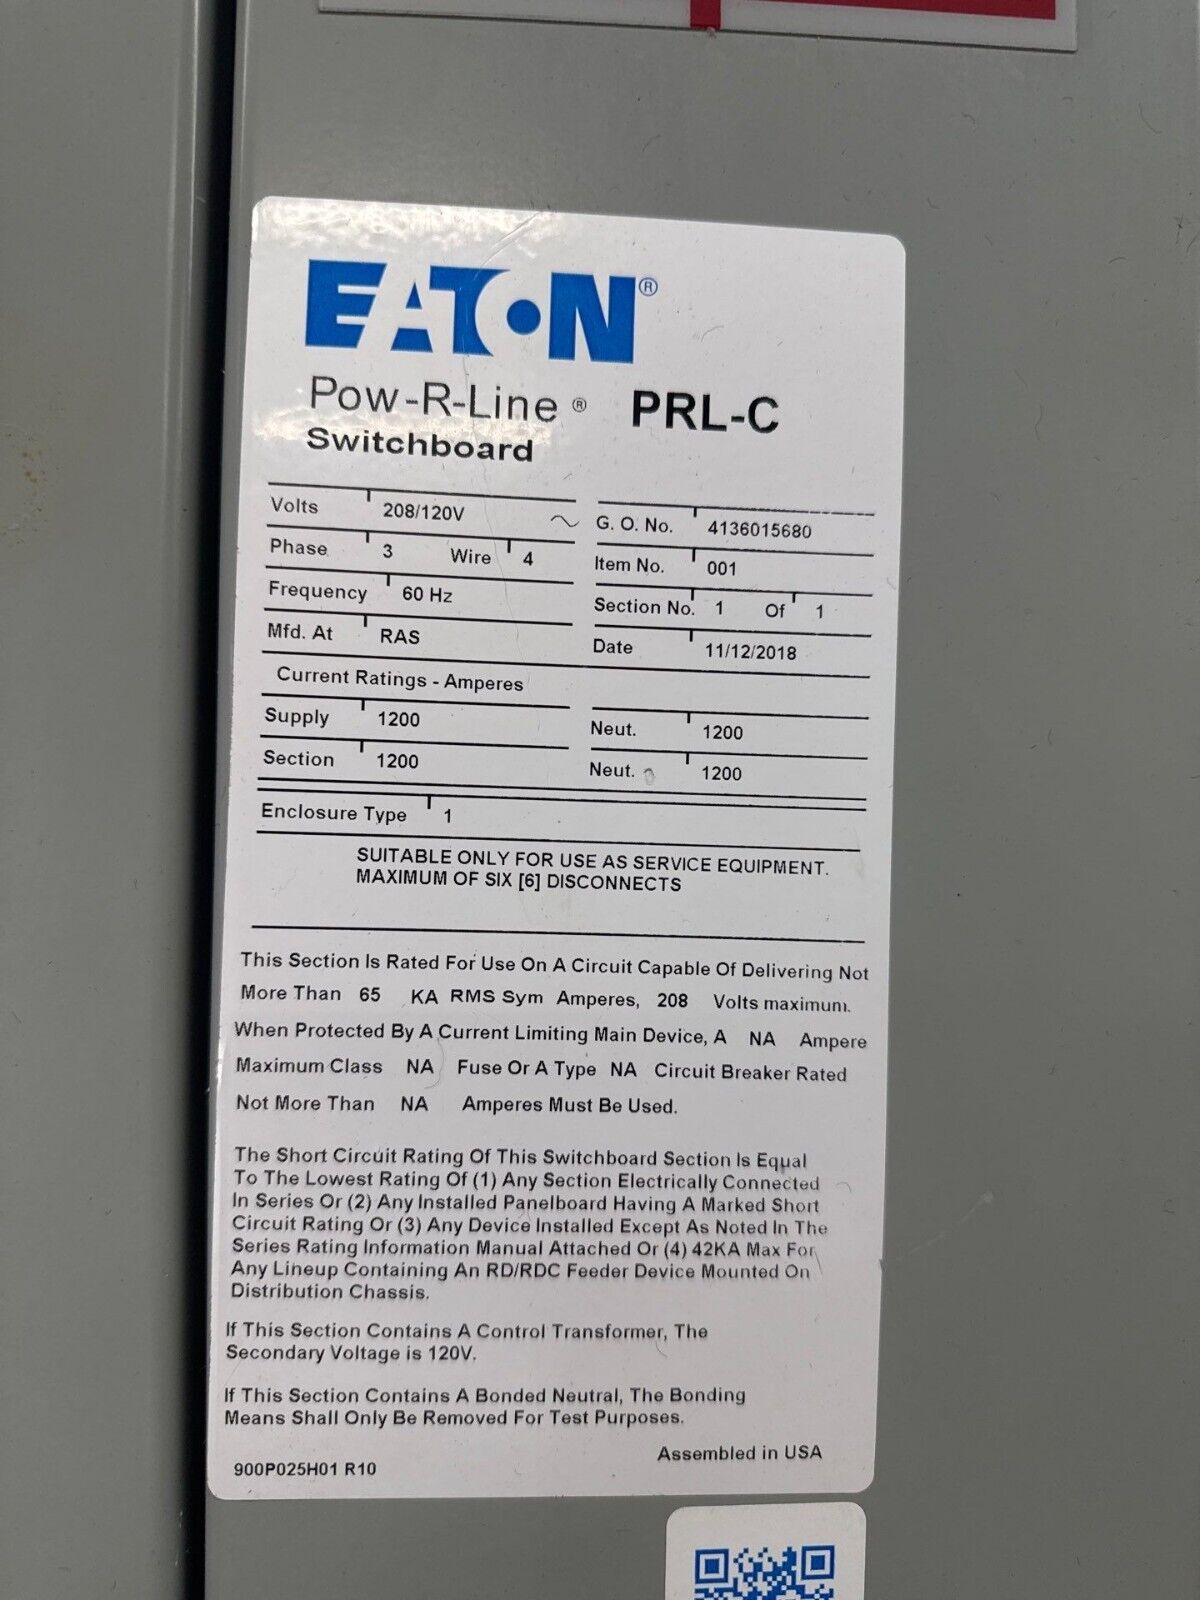 EATON®
Pow-R-Line® PRL-C
Switchboard
Volts 208/120V ~ G. O. No. 4136015680
Phase 3 Wire 4 Item No. 001
Frequency 60 Hz Section No. 1 Of 1
Mfd. At RAS Date 11/12/2018
Current Ratings - Amperes
Supply 1200 Neut. 1200
Section 1200 Neut. 1200
Enclosure Type 1
SUITABLE ONLY FOR USE AS SERVICE EQUIPMENT.
MAXIMUM OF SIX [6] DISCONNECTS
This Section Is Rated For Use On A Circuit Capable Of Delivering Not
More Than 65 KA RMS Sym Amperes, 208 Volts maximum.
When Protected By A Current Limiting Main Device, A NA Ampere
Maximum Class NA Fuse Or A Type NA Circuit Breaker Rated
Not More Than NA Amperes Must Be Used.
The Short Circuit Rating Of This Switchboard Section Is Equal
To The Lowest Rating Of (1) Any Section Electrically Connected
In Series Or (2) Any Installed Panelboard Having A Marked Short
Circuit Rating Or (3) Any Device Installed Except As Noted In The
Series Rating Information Manual Attached Or (4) 42KA Max For
Any Lineup Containing An RD/RDC Feeder Device Mounted On
Distribution Chassis.
If This Section Contains A Control Transformer, The
Secondary Voltage is 120V.
If This Section Contains A Bonded Neutral, The Bonding
Means Shall Only Be Removed For Test Purposes.
Assembled in USA
900P025H01 R10